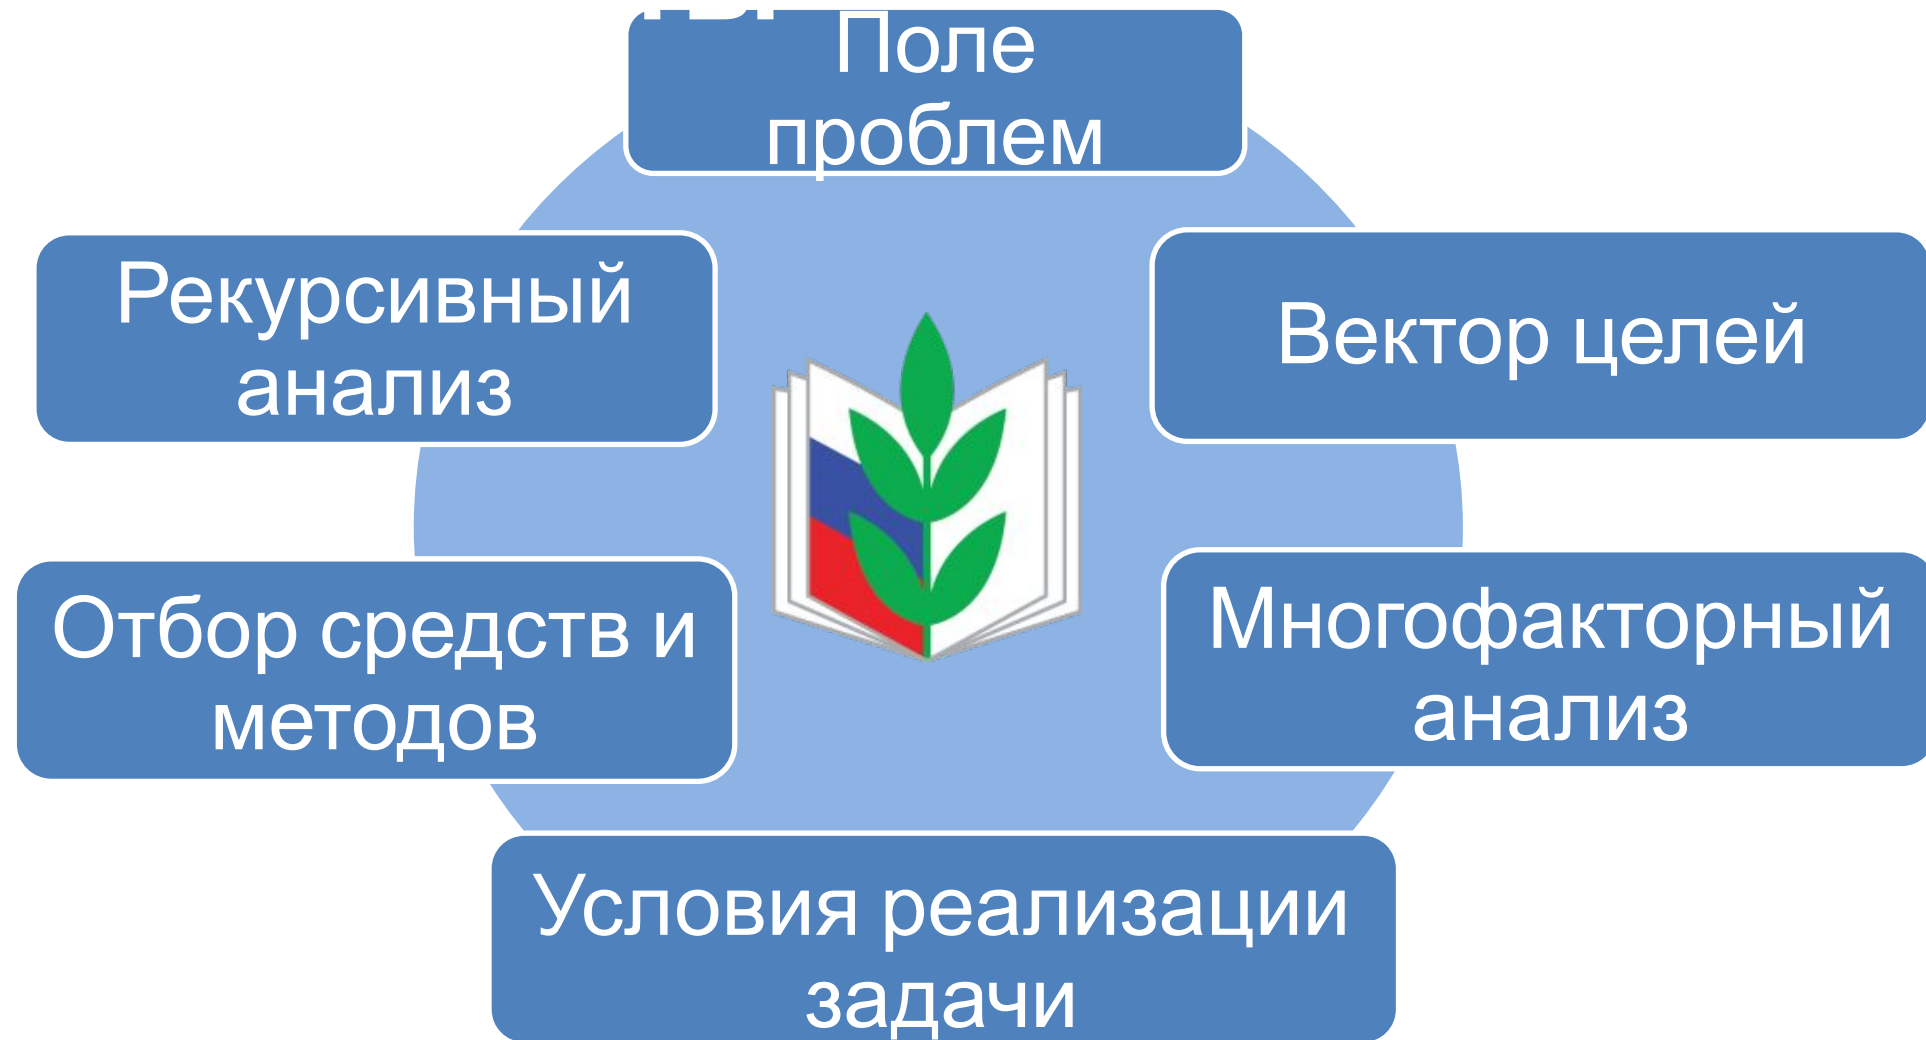 Поле
проблем
Рекурсивный
анализ
Вектор целей
Отбор средств и
методов
Многофакторный
анализ
Условия реализации
задачи